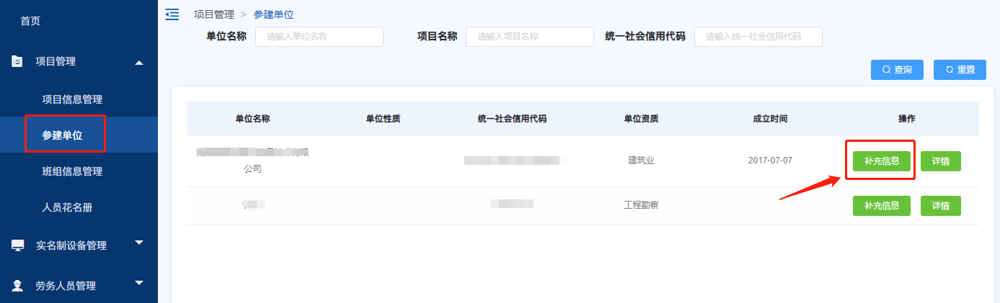 首页
项目管理
项目信息管理
参建单位
班组信息管理
人员花名册
实名制设备管理
劳务人员管理
项目管理 > 参建单位
单位名称 请输入单位名称 项目名称 请输入项目名称 统一社会信用代码 请输入统一社会信用代码
查询 重置
单位名称 单位性质 统一社会信用代码 单位资质 成立时间 操作
公司 建筑业 2017-07-07 补充信息 详情
工程勘察 补充信息 详情